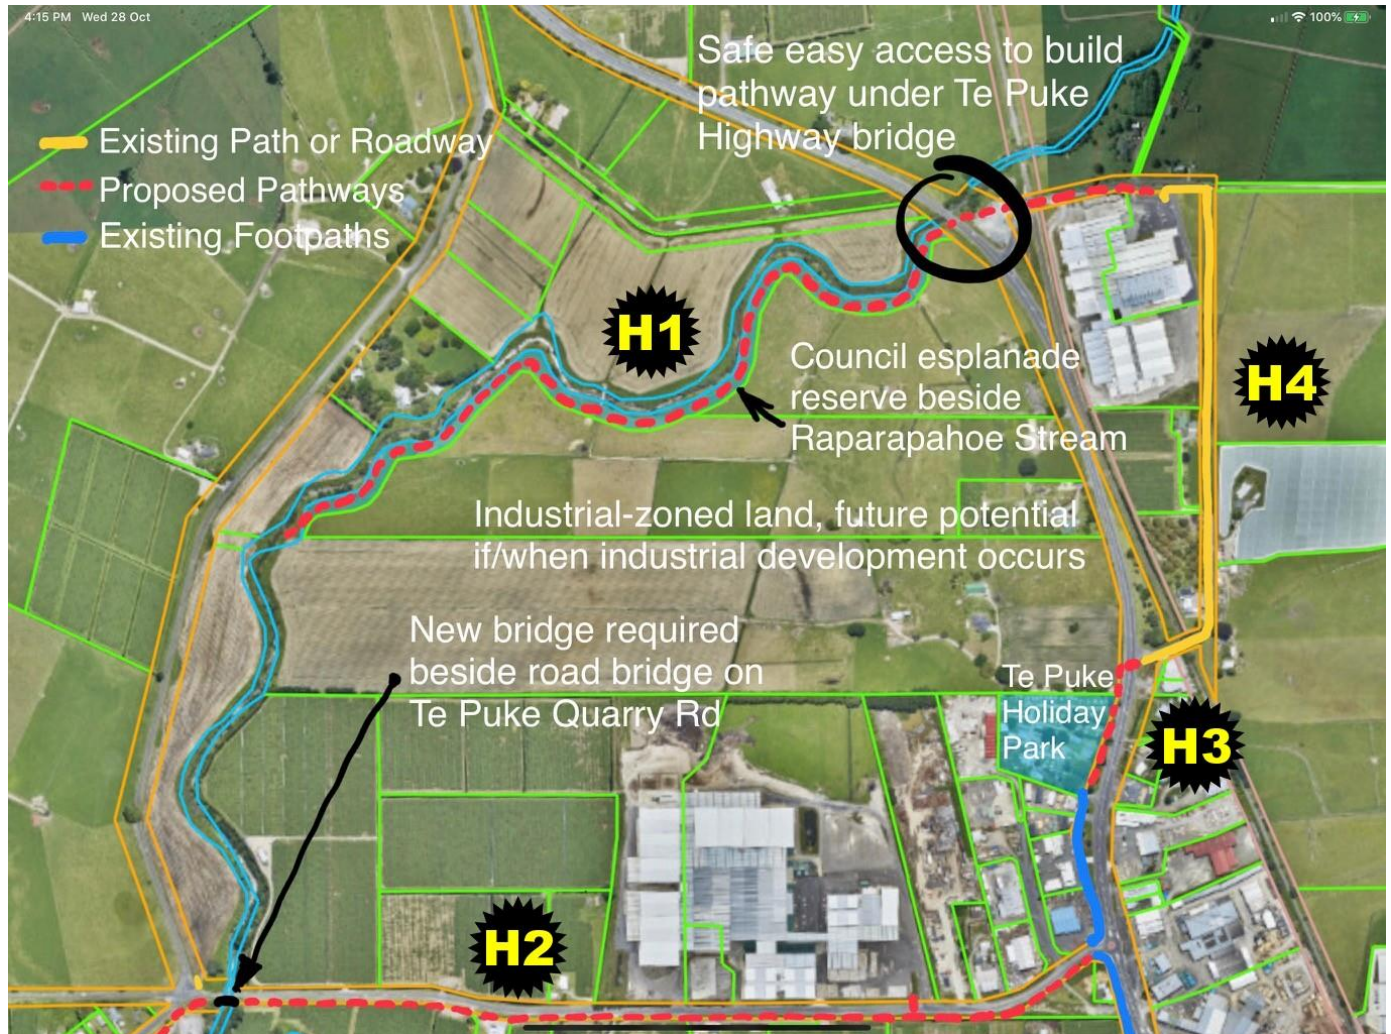 4:15 PM Wed 28 Oct
100%
Safe easy access to build
pathway under Te Puke
Highway bridge
Existing Path or Roadway
Proposed Pathways
Existing Footpaths
H1
Council esplanade
reserve beside
Raparapahoe Stream
H4
Industrial-zoned land, future potential
if/when industrial development occurs
New bridge required
beside road bridge on
Te Puke Quarry Rd
Te Puke
Holiday
Park
H3
H2